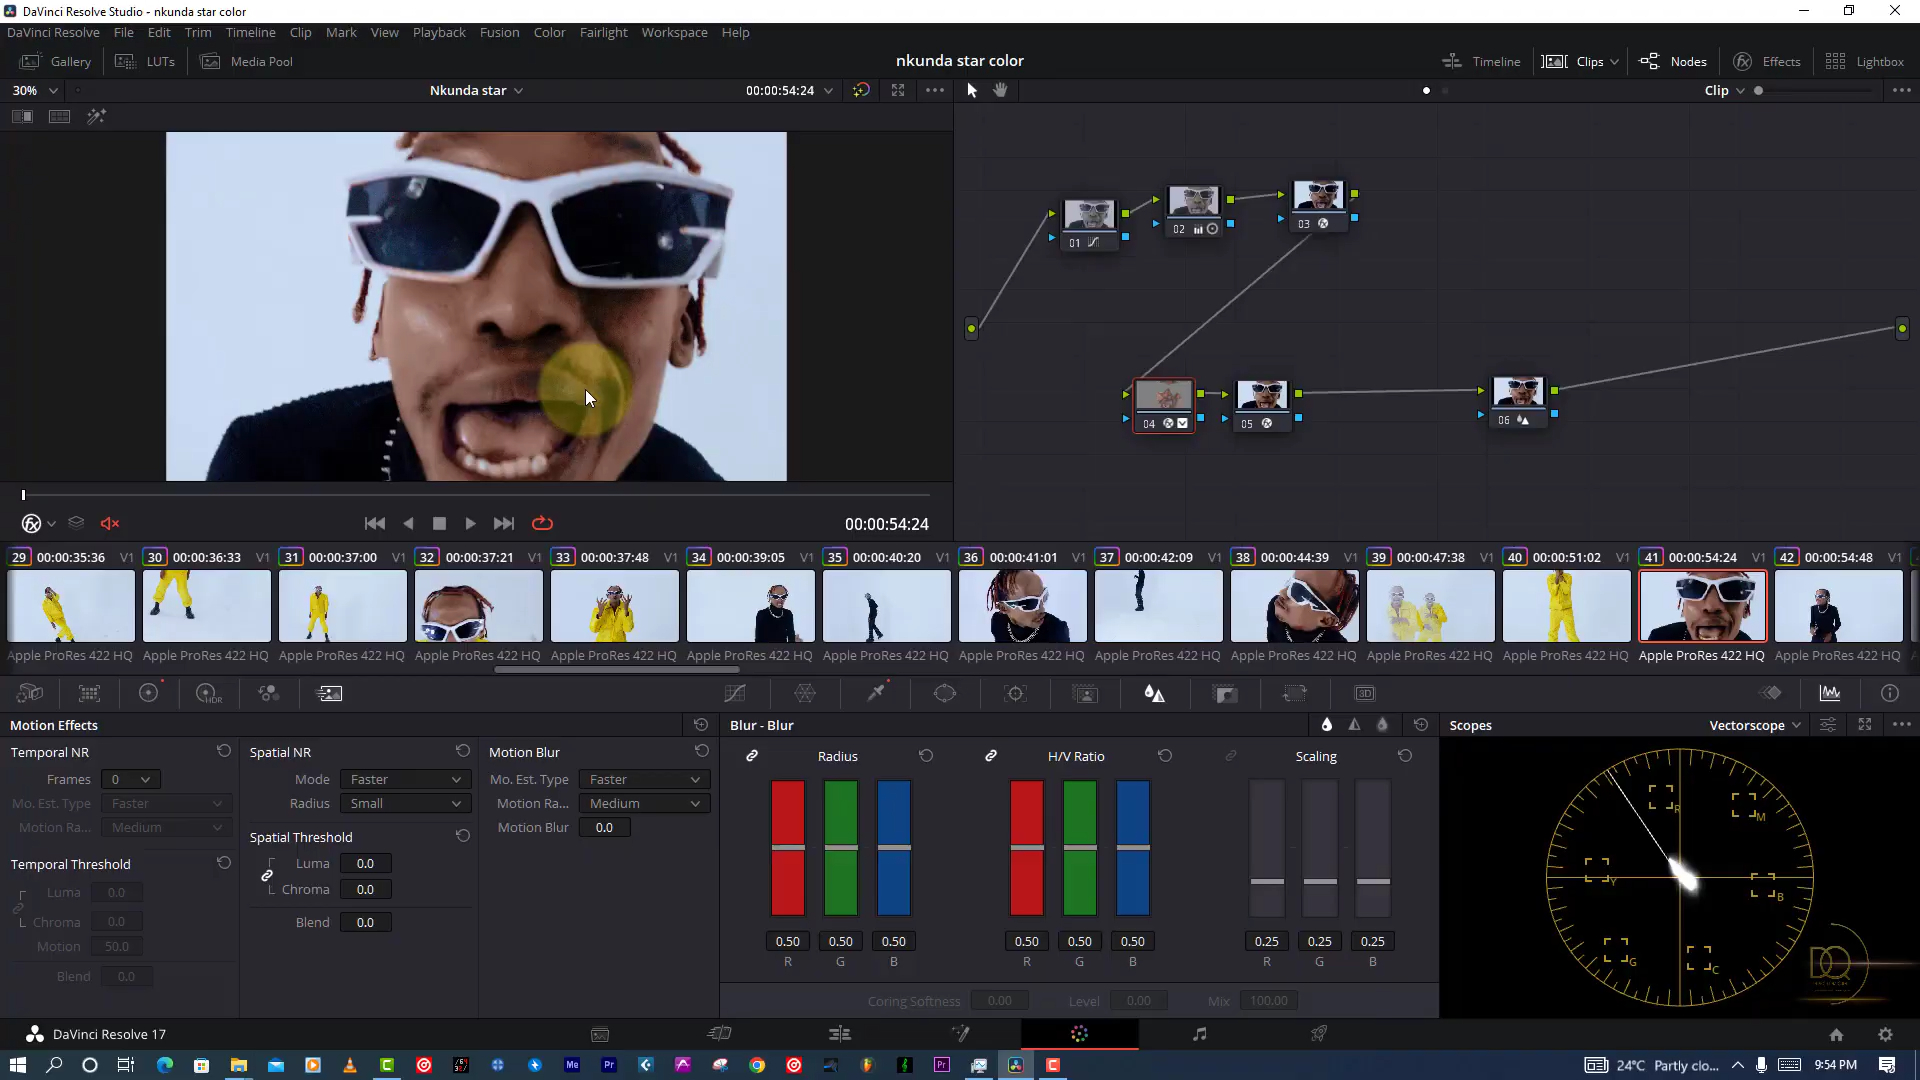 DaVinci Resolve Studio - nkunda star color
DaVinci Resolve File Edit Trim Timeline Clip Mark View Playback Fusion Color Fairlight Workspace Help
Gallery LUTs Media Pool nkunda star color Timeline Clips Nodes Effects Lightbox
30% Nkunda star 00:00:54:24 Clip
01 02 03
04 05 06
00:00:54:24
29 00:00:35:36 V1 30 00:00:36:33 V1 31 00:00:37:00 V1 32 00:00:37:21 V1 33 00:00:37:48 V1 34 00:00:39:05 V1 35 00:00:40:20 V1 36 00:00:41:01 V1 37 00:00:42:09 V1 38 00:00:44:39 V1 39 00:00:47:38 V1 40 00:00:51:02 V1 41 00:00:54:24 V1 42 00:00:54:48 V1
Apple ProRes 422 HQ Apple ProRes 422 HQ Apple ProRes 422 HQ Apple ProRes 422 HQ Apple ProRes 422 HQ Apple ProRes 422 HQ Apple ProRes 422 HQ Apple ProRes 422 HQ Apple ProRes 422 HQ Apple ProRes 422 HQ Apple ProRes 422 HQ Apple ProRes 422 HQ Apple ProRes 422 HQ Apple ProRes 422 HQ
HDR 3D
Motion Effects
Temporal NR
Frames 0
Mo. Est. Type Faster
Motion Ra... Medium
Temporal Threshold
Luma 0.0
Chroma 0.0
Motion 50.0
Blend 0.0
Spatial NR
Mode Faster
Radius Small
Spatial Threshold
Luma 0.0
Chroma 0.0
Blend 0.0
Motion Blur
Mo. Est. Type Faster
Motion Ra... Medium
Motion Blur 0.0
Blur - Blur
Radius H/V Ratio Scaling
0.50 0.50 0.50 0.50 0.50 0.50 0.25 0.25 0.25
R G B R G B R G B
Coring Softness 0.00 Level 0.00 Mix 100.00
Scopes Vectorscope
R M
Y B
G C
DaVinci Resolve 17
24°C Partly clo... 9:54 PM